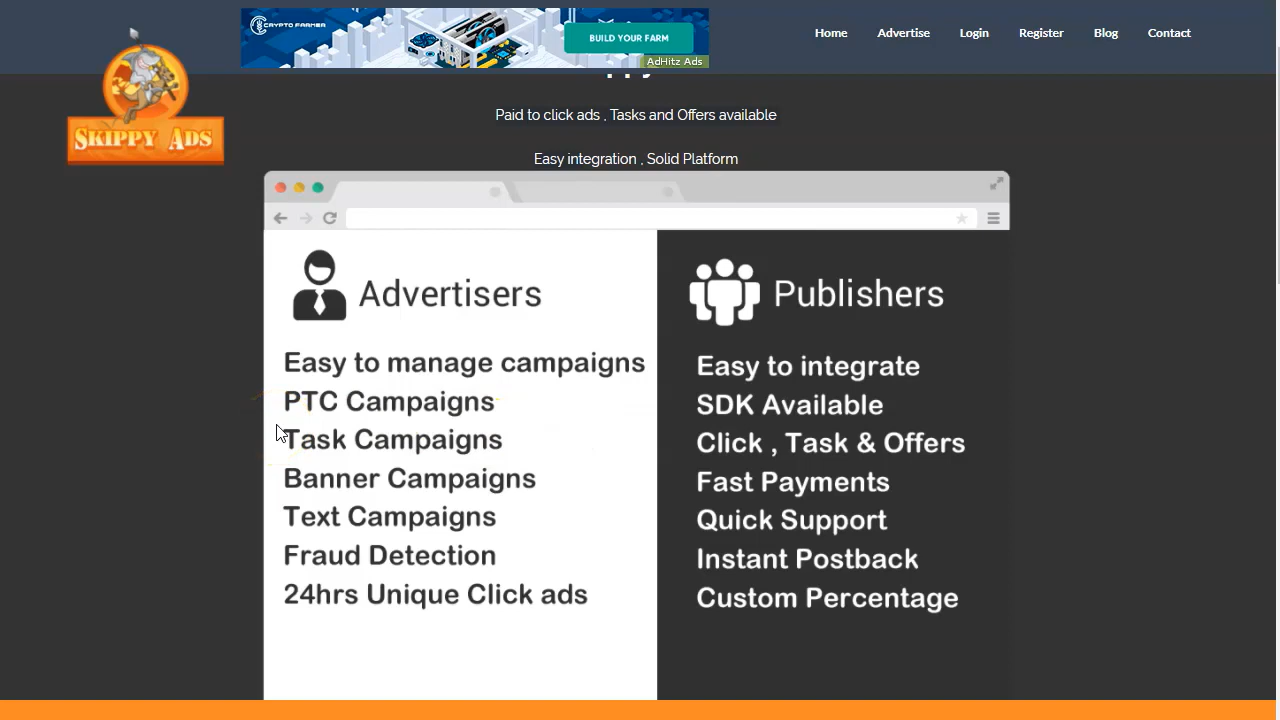 CRYPTO FARMER
BUILD YOUR FARM
AdHitz Ads
Home
Advertise
Login
Register
Blog
Contact
SKIPPY ADS
Paid to click ads , Tasks and Offers available
Easy integration , Solid Platform
Advertisers
Easy to manage campaigns
PTC Campaigns
Task Campaigns
Banner Campaigns
Text Campaigns
Fraud Detection
24hrs Unique Click ads
Publishers
Easy to integrate
SDK Available
Click , Task & Offers
Fast Payments
Quick Support
Instant Postback
Custom Percentage